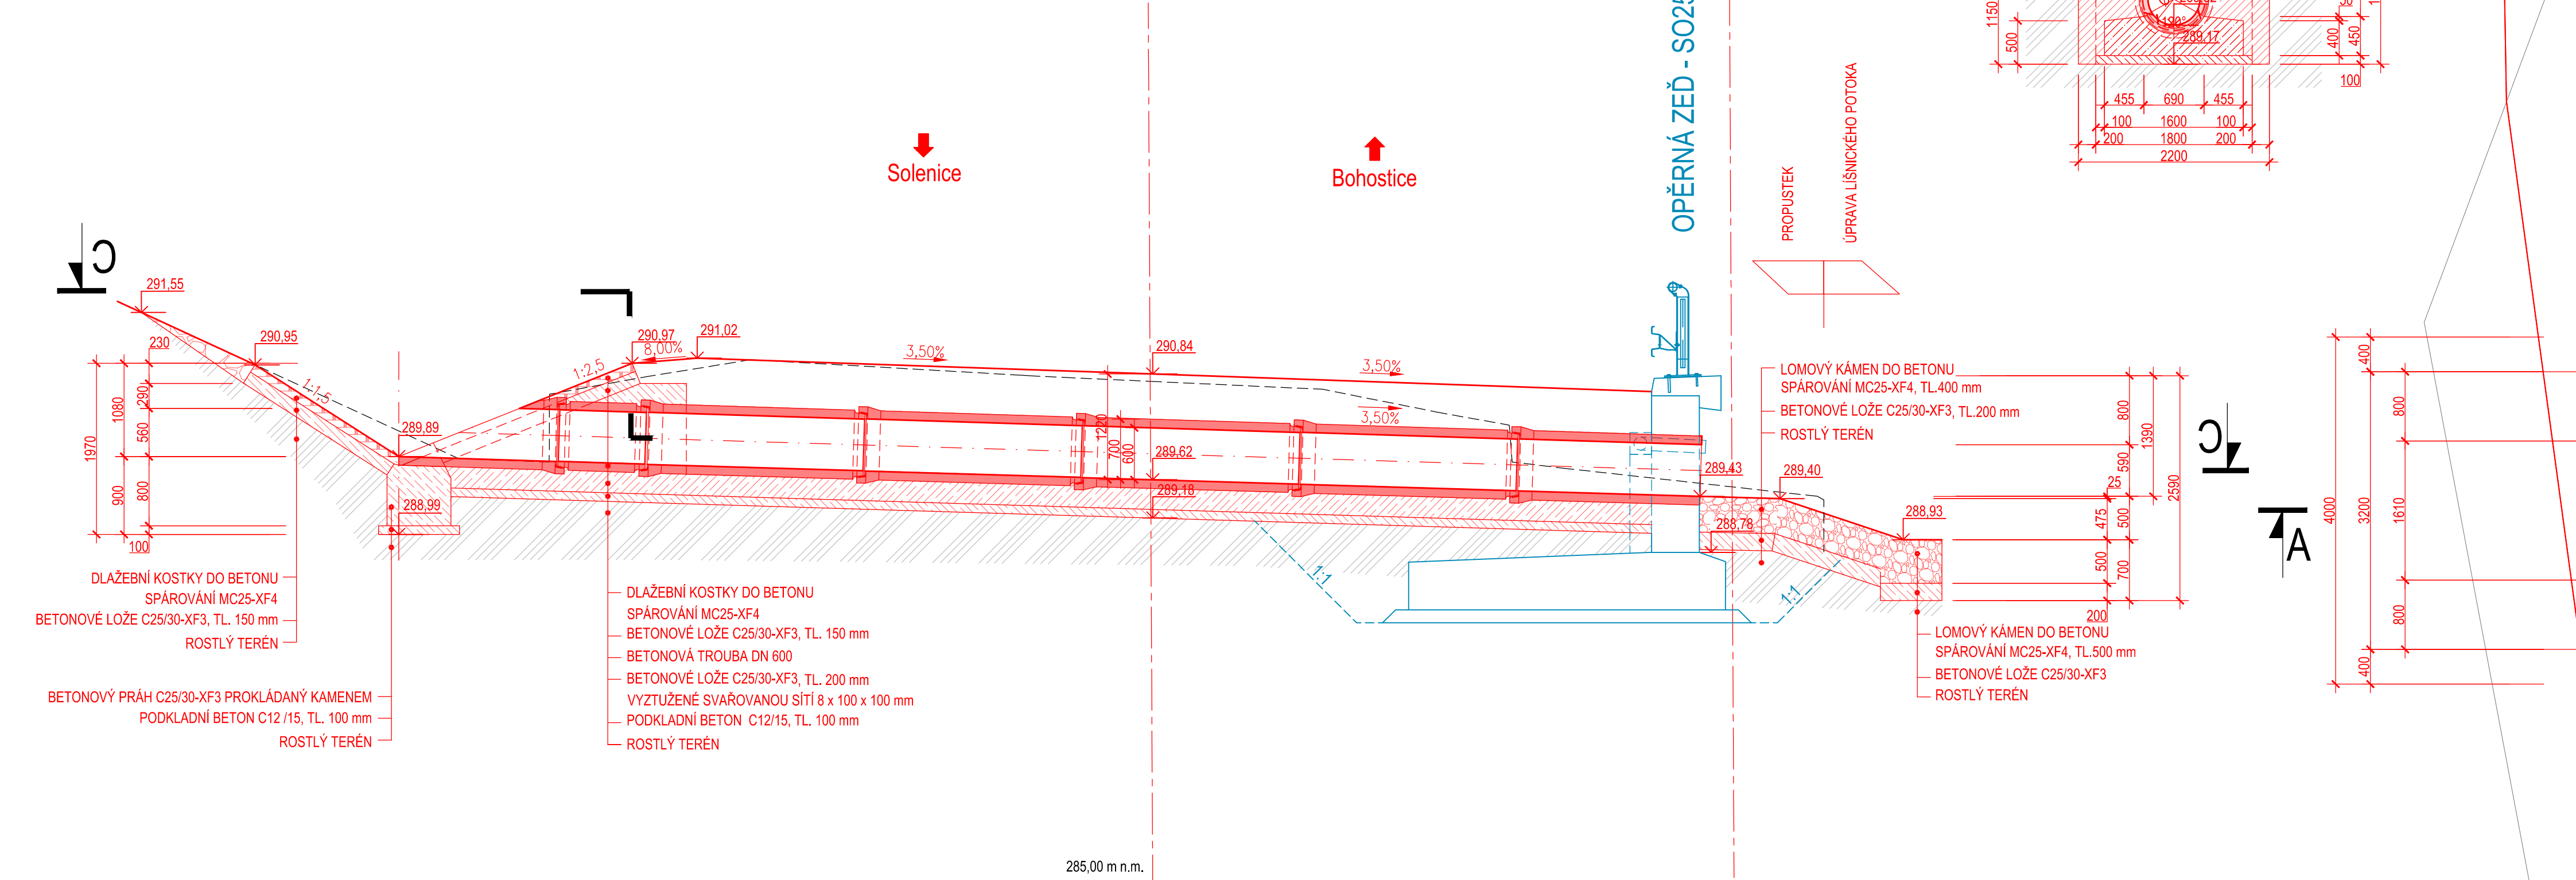 OPĚRNÁ ZEĎ - SO25
PROPUSTEK
ÚPRAVA LÍŠNICKÉHO POTOKA
Solenice
Bohostice
1150
500
289,17
400
450
100
455
690
455
100
1600
100
200
1800
200
2200
C
291,55
290,95
230
1:1,5
1970
1080
290
560
900
800
100
289,89
288,99
1:2,5
290,97
8,00%
291,02
3,50%
290,84
3,50%
3,50%
1220
700
600
289,62
289,18
289,43
289,40
288,78
288,93
1:1
1:1
LOMOVÝ KÁMEN DO BETONU
SPÁROVÁNÍ MC25-XF4, TL.400 mm
BETONOVÉ LOŽE C25/30-XF3, TL.200 mm
ROSTLÝ TERÉN
800
1390
590
25
2590
475
500
500
700
200
C
A
4000
400
3200
800
1610
800
400
DLAŽEBNÍ KOSTKY DO BETONU
SPÁROVÁNÍ MC25-XF4
BETONOVÉ LOŽE C25/30-XF3, TL. 150 mm
ROSTLÝ TERÉN
BETONOVÝ PRÁH C25/30-XF3 PROKLÁDANÝ KAMENEM
PODKLADNÍ BETON C12 /15, TL. 100 mm
ROSTLÝ TERÉN
DLAŽEBNÍ KOSTKY DO BETONU
SPÁROVÁNÍ MC25-XF4
BETONOVÉ LOŽE C25/30-XF3, TL. 150 mm
BETONOVÁ TROUBA DN 600
BETONOVÉ LOŽE C25/30-XF3, TL. 200 mm
VYZTUŽENÉ SVAŘOVANOU SÍTÍ 8 x 100 x 100 mm
PODKLADNÍ BETON C12/15, TL. 100 mm
ROSTLÝ TERÉN
LOMOVÝ KÁMEN DO BETONU
SPÁROVÁNÍ MC25-XF4, TL.500 mm
BETONOVÉ LOŽE C25/30-XF3
ROSTLÝ TERÉN
285,00 m n.m.